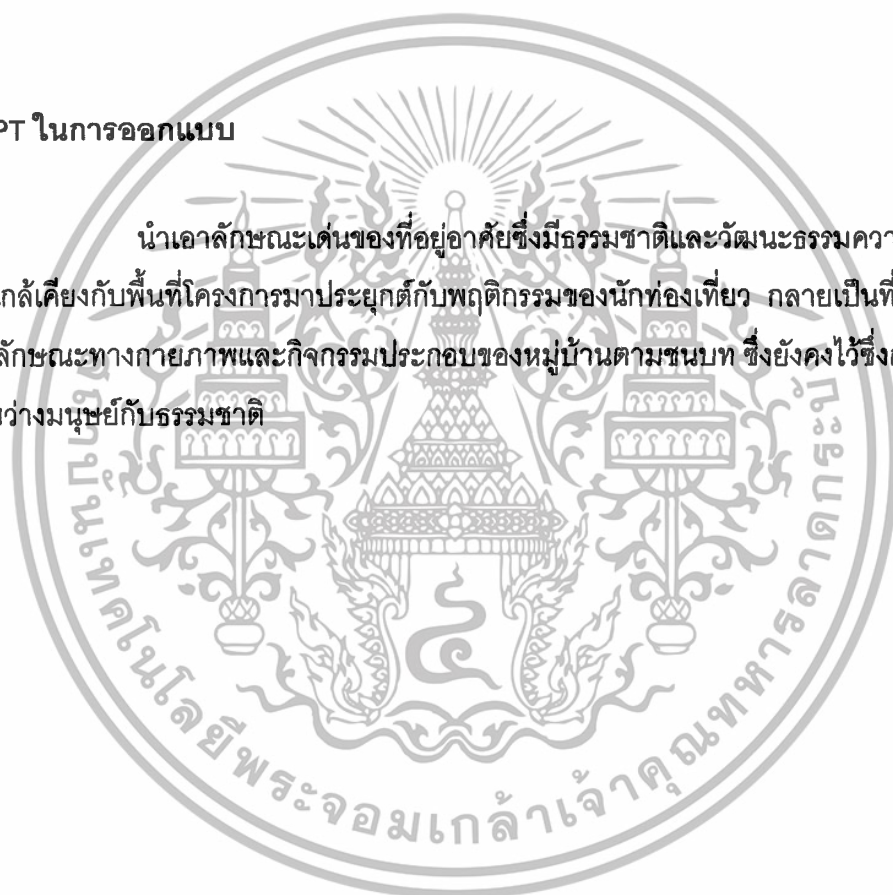 PT ในการออกแบบ
นำเอาลักษณะเด่นของที่อยู่อาศัยซึ่งมีธรรมชาติและวัฒนะธรรมควา
กล้เคียงกับพื้นที่โครงการมาประยุกต์กับพฤติกรรมของนักท่องเที่ยว กลายเป็นที่
ลักษณะทางกายภาพและกิจกรรมประกอบของหมู่บ้านตามชนบท ซึ่งยังคงไว้ซึ่ง
ว่างมนุษย์กับธรรมชาติ
สถาบันเทคโนโลยีพระจอมเกล้าเจ้าคุณทหารลาดกระบัง
๔